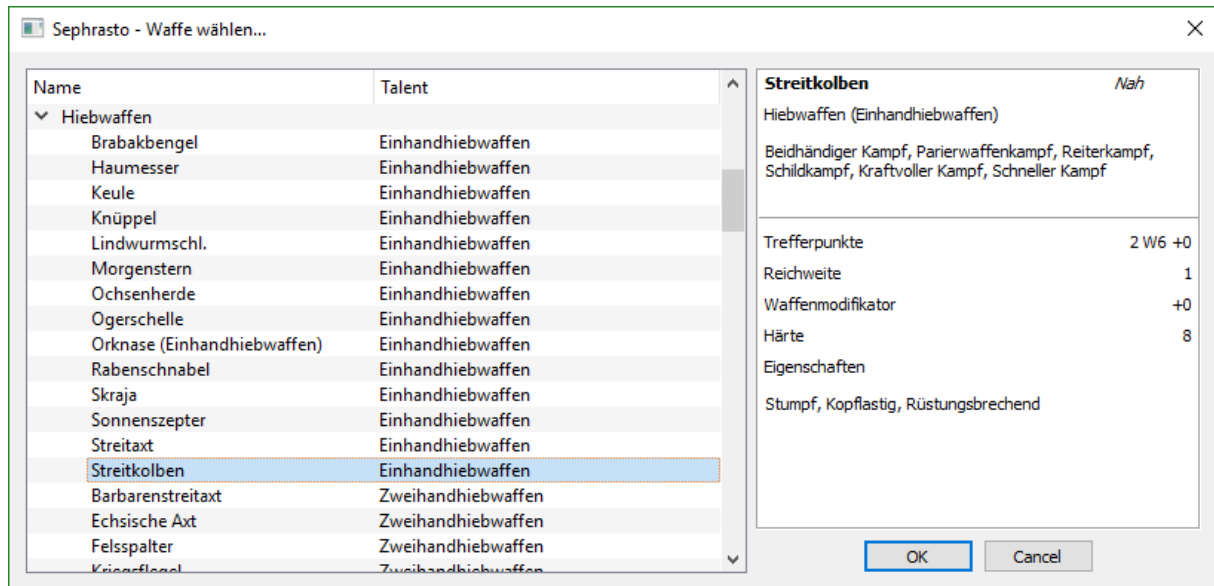 Sephrasto - Waffe wählen...
Name Talent
Hiebwaffen
Brabakbengel Einhandhiebwaffen
Haumesser Einhandhiebwaffen
Keule Einhandhiebwaffen
Knüppel Einhandhiebwaffen
Lindwurmschl. Einhandhiebwaffen
Morgenstern Einhandhiebwaffen
Ochsenherde Einhandhiebwaffen
Ogerschelle Einhandhiebwaffen
Orknase (Einhandhiebwaffen) Einhandhiebwaffen
Rabenschnabel Einhandhiebwaffen
Skraja Einhandhiebwaffen
Sonnenszepter Einhandhiebwaffen
Streitaxt Einhandhiebwaffen
Streitkolben Einhandhiebwaffen
Barbarenstreitaxt Zweihandhiebwaffen
Echsische Axt Zweihandhiebwaffen
Felsspalter Zweihandhiebwaffen
Kriegsflegel Zweihandhiebwaffen
Streitkolben Nah
Hiebwaffen (Einhandhiebwaffen)
Beidhändiger Kampf, Parierwaffenkampf, Reiterkampf,
Schildkampf, Kraftvoller Kampf, Schneller Kampf
Trefferpunkte 2 W6 +0
Reichweite 1
Waffenmodifikator +0
Härte 8
Eigenschaften
Stumpf, Kopflastig, Rüstungsbrechend
OK Cancel